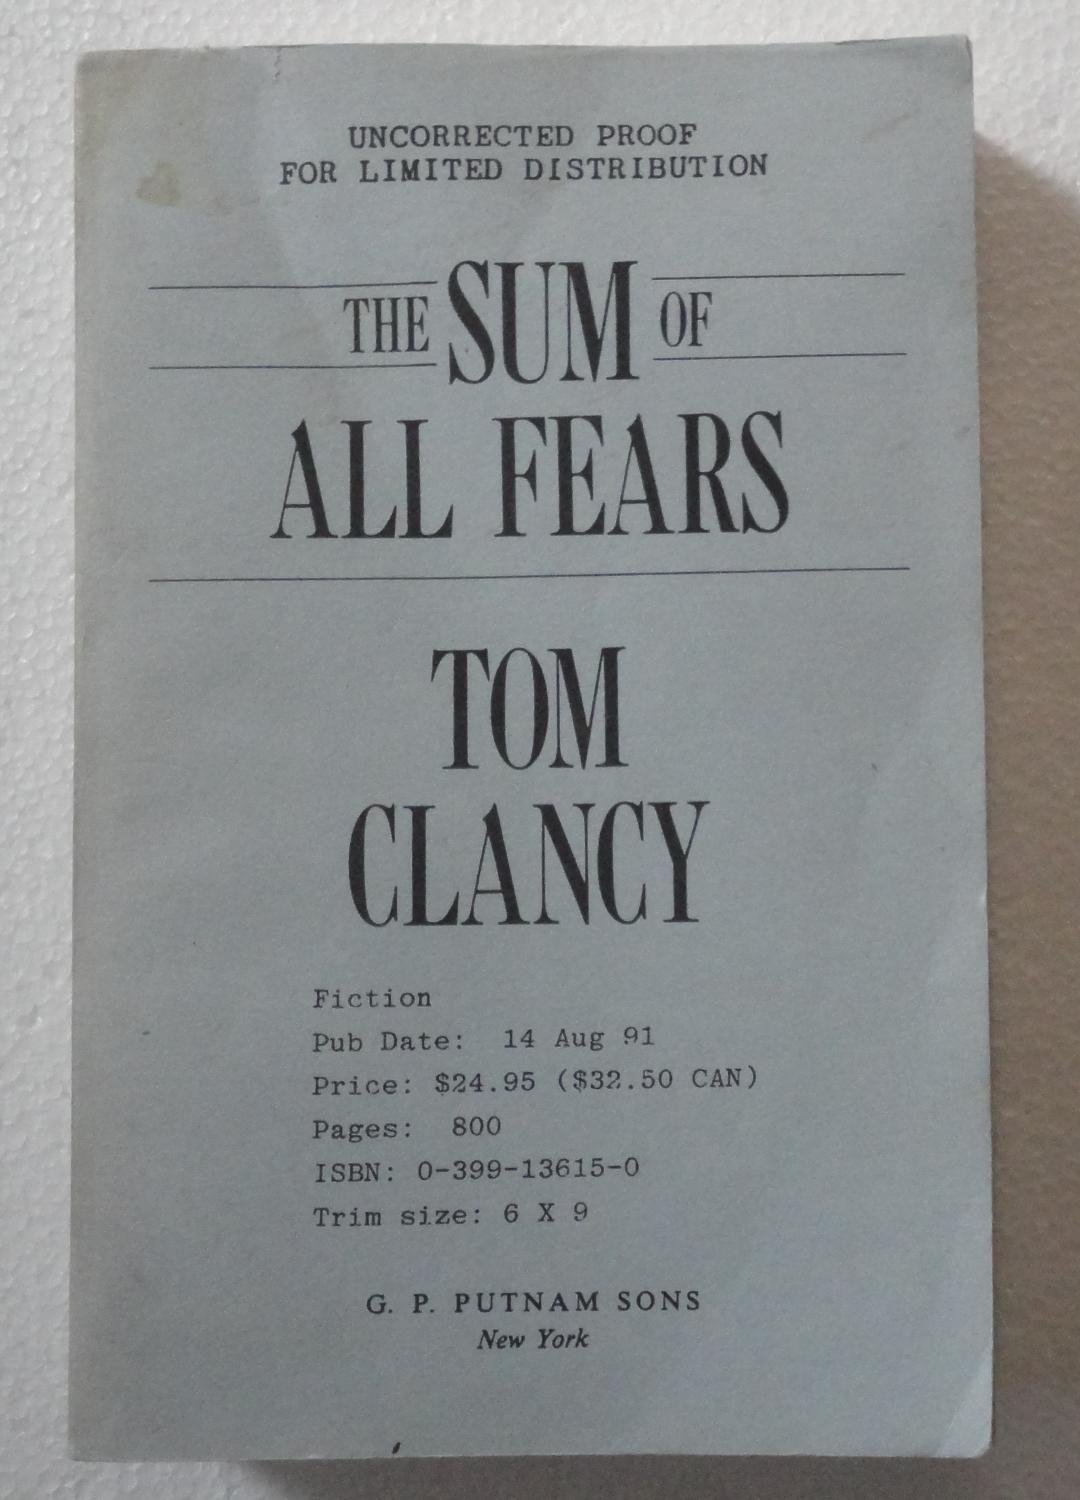 UNCORRECTED PROOF
FOR LIMITED DISTRIBUTION
THE SUM OF
ALL FEARS
TOM
CLANCY
Fiction
Pub Date: 14 Aug 91
Price: $24.95 ($32.50 CAN)
Pages: 800
ISBN: 0-399-13615-0
Trim size: 6 X 9
G. P. PUTNAM SONS
New York